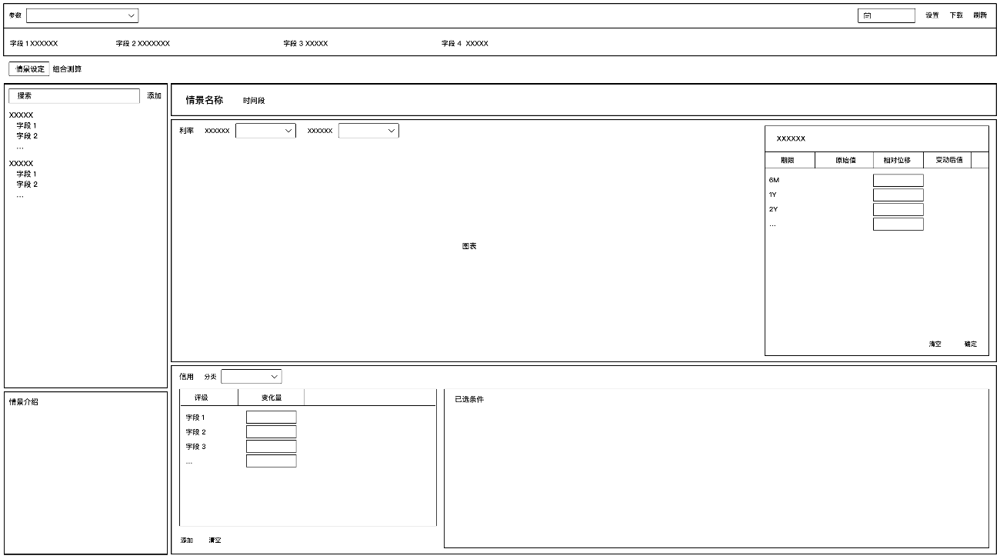 参数 设置 下载 刷新
字段 1 XXXXXX 字段 2 XXXXXXX 字段 3 XXXXX 字段 4 XXXXX
情景设定 组合测算
搜索 添加
XXXXX
字段 1
字段 2
...
XXXXX
字段 1
字段 2
...
情景介绍
情景名称 时间段
利率 XXXXXX XXXXXX
图表
XXXXXX
期限 原始值 相对位移 变动后值
6M
1Y
2Y
...
清空 确定
信用 分类
评级 变化量
字段 1
字段 2
字段 3
...
添加 清空
已选条件